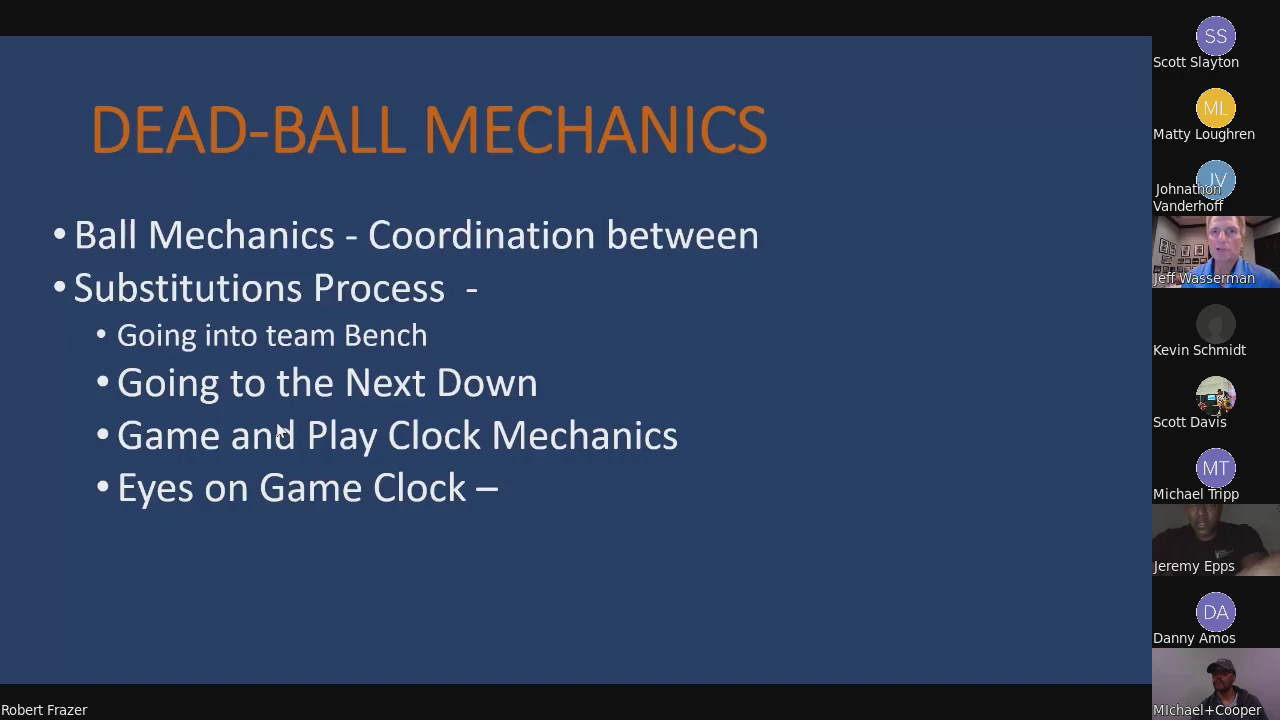 DEAD-BALL MECHANICS
• Ball Mechanics - Coordination between
• Substitutions Process -
• Going into team Bench
• Going to the Next Down
• Game and Play Clock Mechanics
• Eyes on Game Clock –
SS
Scott Slayton
ML
Matty Loughren
JV
Johnathon
Vanderhoff
Jeff Wasserman
Kevin Schmidt
Scott Davis
MT
Michael Tripp
Jeremy Epps
DA
Danny Amos
MIchael+Cooper
Robert Frazer